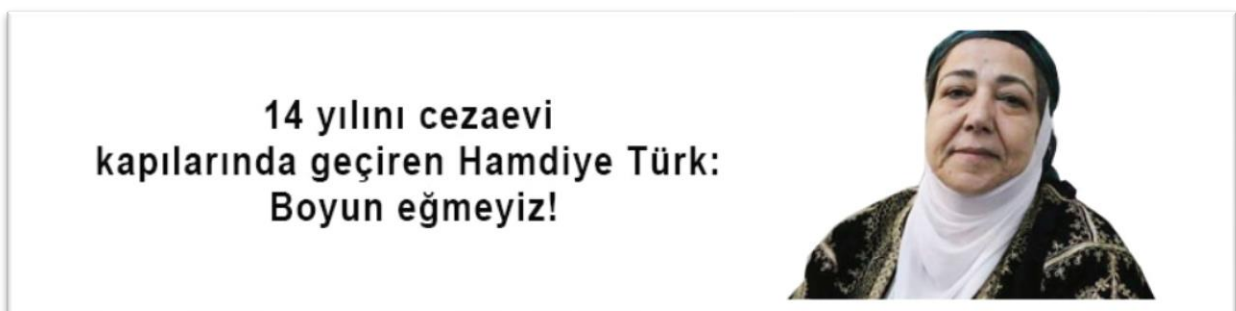 14 yılını cezaevi
kapılarında geçiren Hamdiye Türk:
Boyun eğmeyiz!